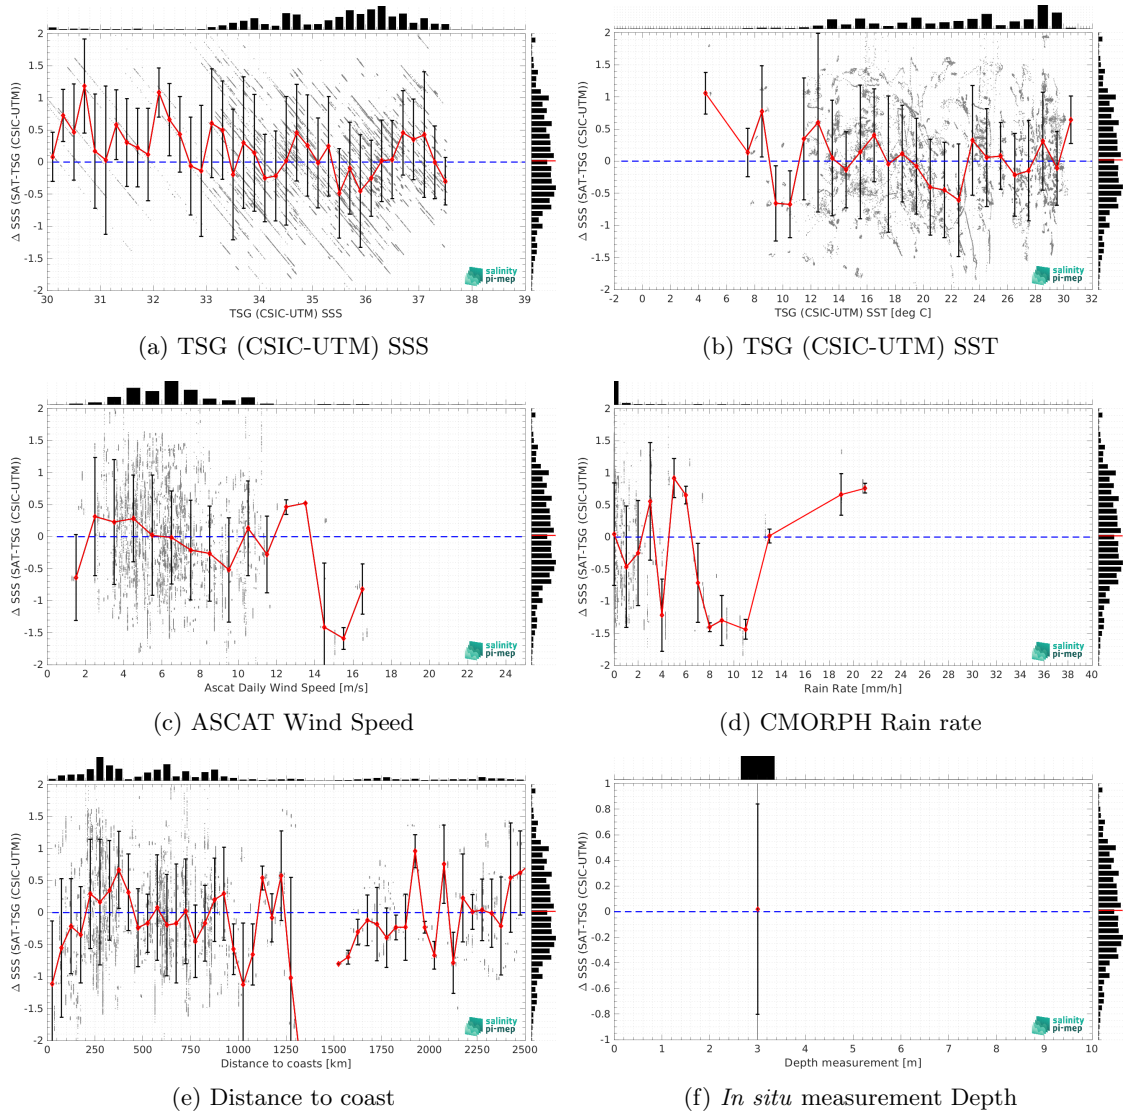 Δ SSS (SAT-TSG (CSIC-UTM))
2
1.5
1
0.5
0
-0.5
-1
-1.5
-2
salinity
pi-mep
30 31 32 33 34 35 36 37 38 39
TSG (CSIC-UTM) SSS
(a) TSG (CSIC-UTM) SSS
Δ SSS (SAT-TSG (CSIC-UTM))
2
1.5
1
0.5
0
-0.5
-1
-1.5
-2
salinity
pi-mep
-2 0 2 4 6 8 10 12 14 16 18 20 22 24 26 28 30 32
TSG (CSIC-UTM) SST [deg C]
(b) TSG (CSIC-UTM) SST
Δ SSS (SAT-TSG (CSIC-UTM))
2
1.5
1
0.5
0
-0.5
-1
-1.5
-2
salinity
pi-mep
0 2 4 6 8 10 12 14 16 18 20 22 24
Ascat Daily Wind Speed [m/s]
(c) ASCAT Wind Speed
Δ SSS (SAT-TSG (CSIC-UTM))
2
1.5
1
0.5
0
-0.5
-1
-1.5
-2
salinity
pi-mep
0 2 4 6 8 10 12 14 16 18 20 22 24 26 28 30 32 34 36 38 40
Rain Rate [mm/h]
(d) CMORPH Rain rate
Δ SSS (SAT-TSG (CSIC-UTM))
2
1.5
1
0.5
0
-0.5
-1
-1.5
-2
salinity
pi-mep
0 250 500 750 1000 1250 1500 1750 2000 2250 2500
Distance to coasts [km]
(e) Distance to coast
Δ SSS (SAT-TSG (CSIC-UTM))
1
0.8
0.6
0.4
0.2
0
-0.2
-0.4
-0.6
-0.8
-1
salinity
pi-mep
0 1 2 3 4 5 6 7 8 9 10
Depth measurement [m]
(f) In situ measurement Depth